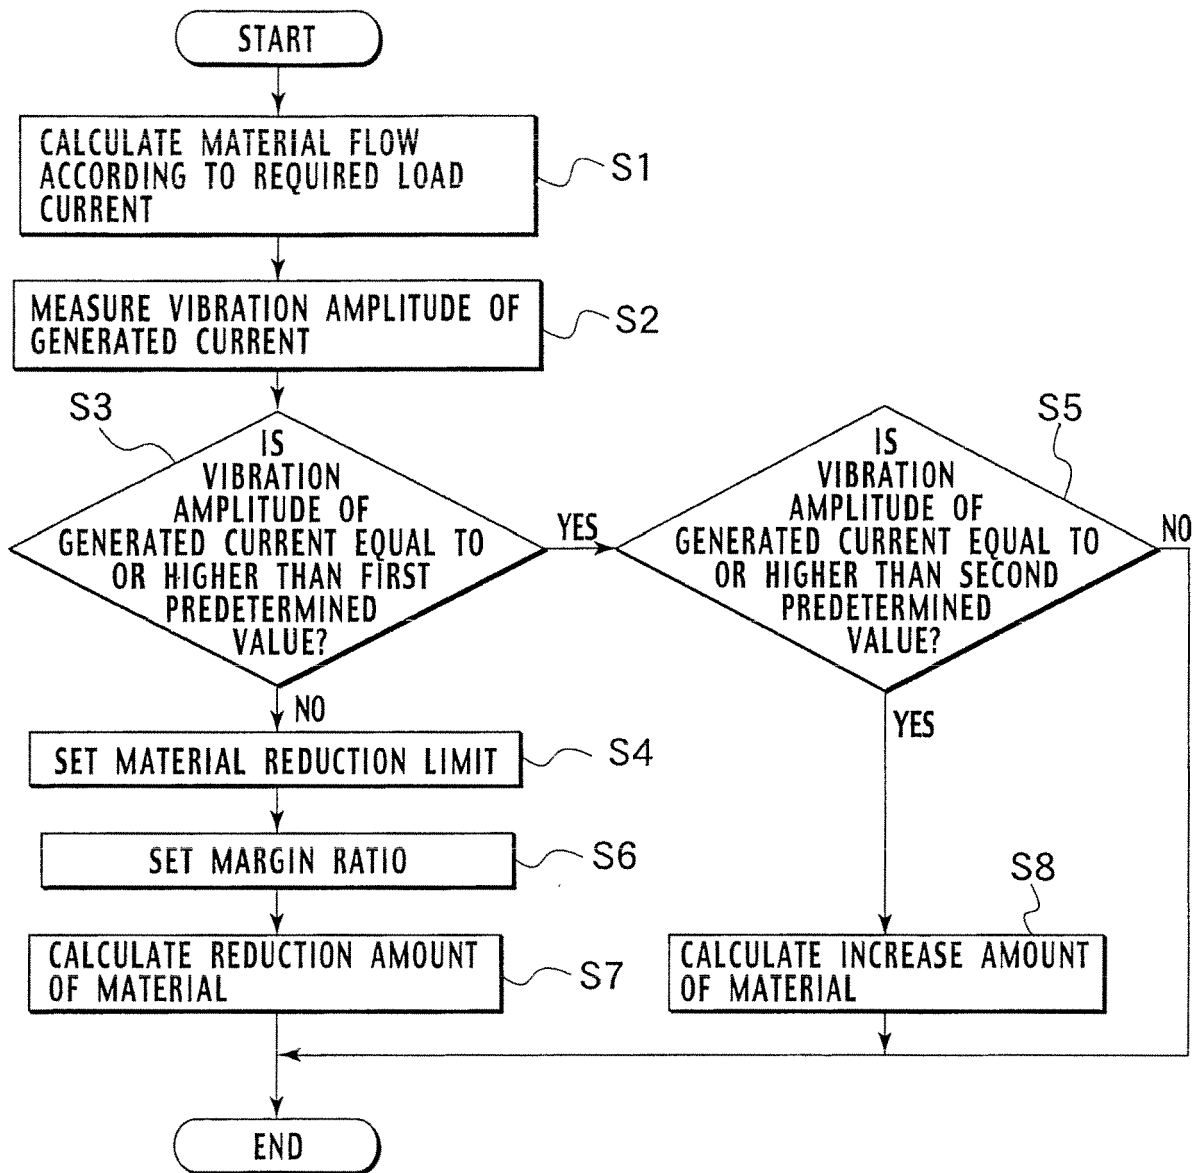 START
CALCULATE MATERIAL FLOW
ACCORDING TO REQUIRED LOAD
CURRENT
S1
MEASURE VIBRATION AMPLITUDE OF
GENERATED CURRENT
S2
S3
IS
VIBRATION
AMPLITUDE OF
GENERATED CURRENT EQUAL TO
OR HIGHER THAN FIRST
PREDETERMINED
VALUE?
YES
S5
IS
VIBRATION
AMPLITUDE OF
GENERATED CURRENT EQUAL TO
OR HIGHER THAN SECOND
PREDETERMINED
VALUE?
NO
NO
YES
SET MATERIAL REDUCTION LIMIT
S4
SET MARGIN RATIO
S6
CALCULATE REDUCTION AMOUNT
OF MATERIAL
S7
S8
CALCULATE INCREASE AMOUNT
OF MATERIAL
END